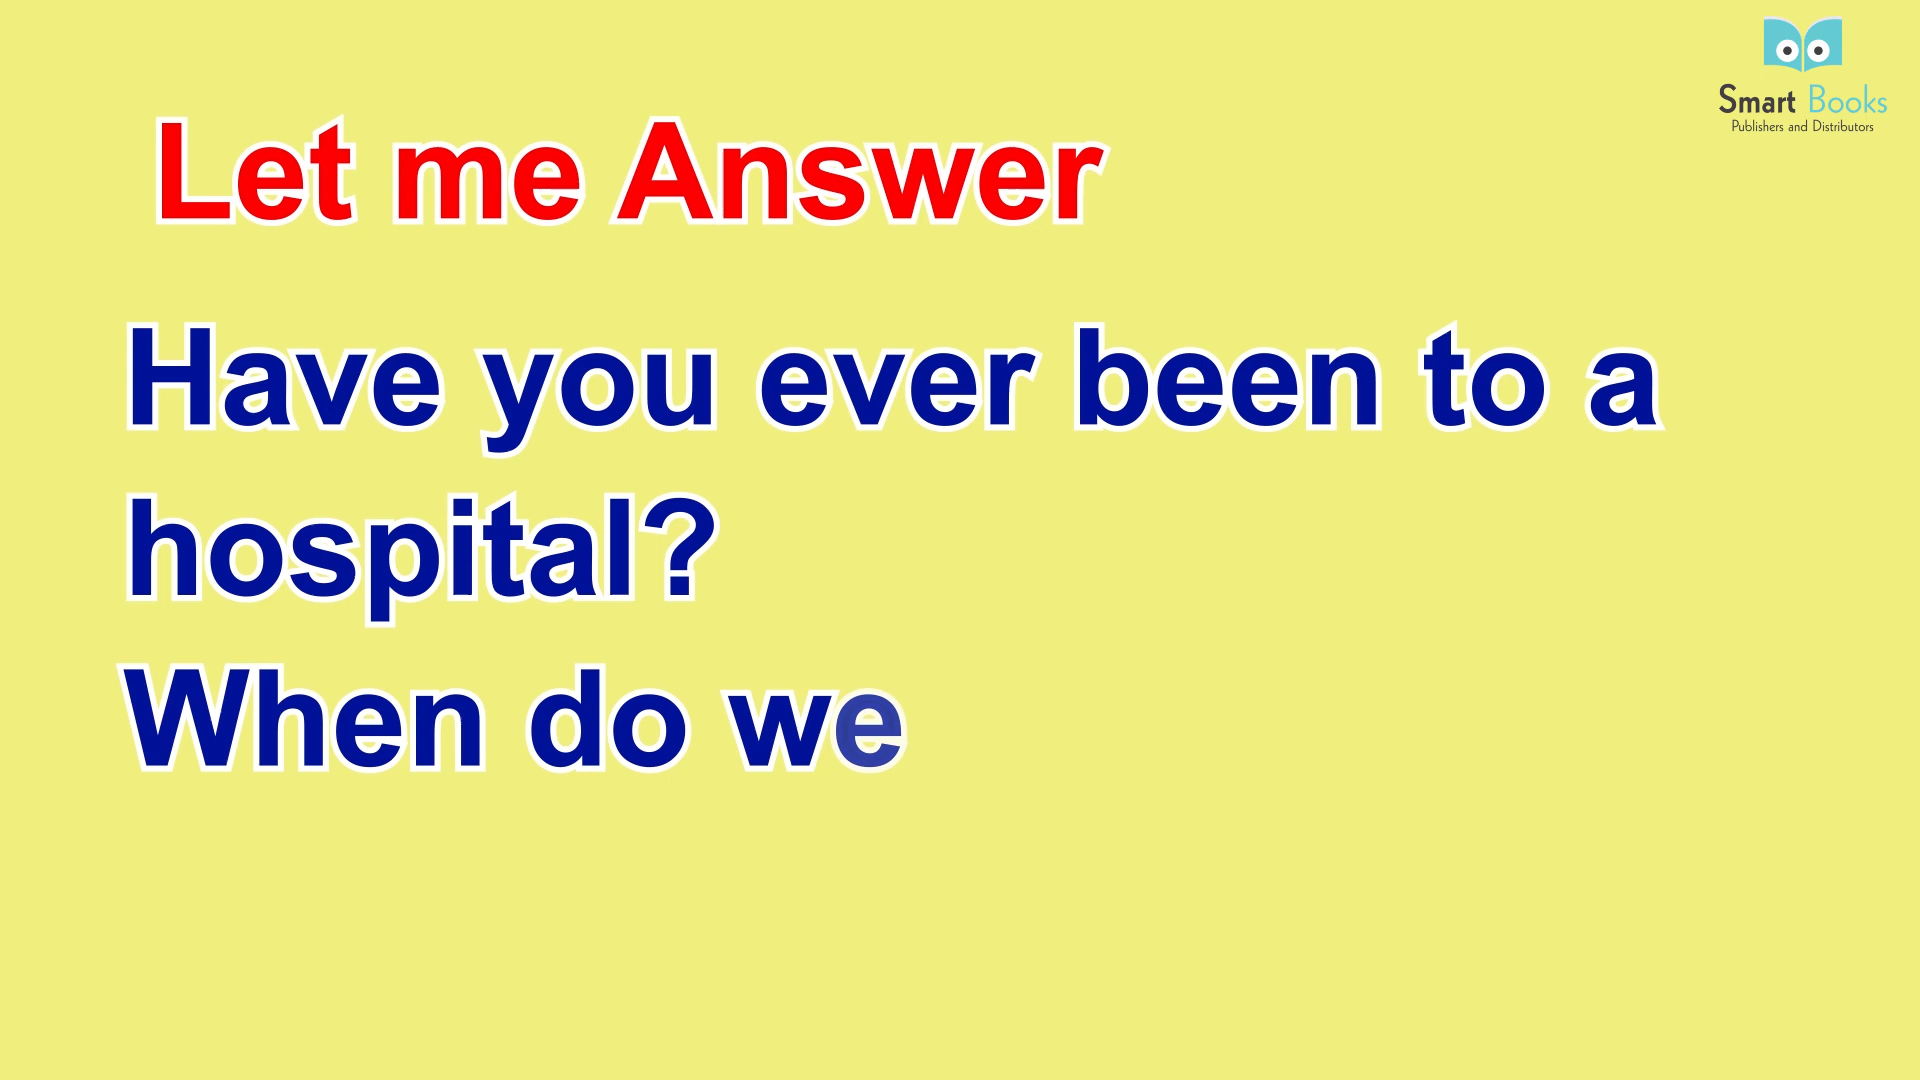 Smart Books
Publishers and Distributors
Let me Answer
Have you ever been to a
hospital?
When do we